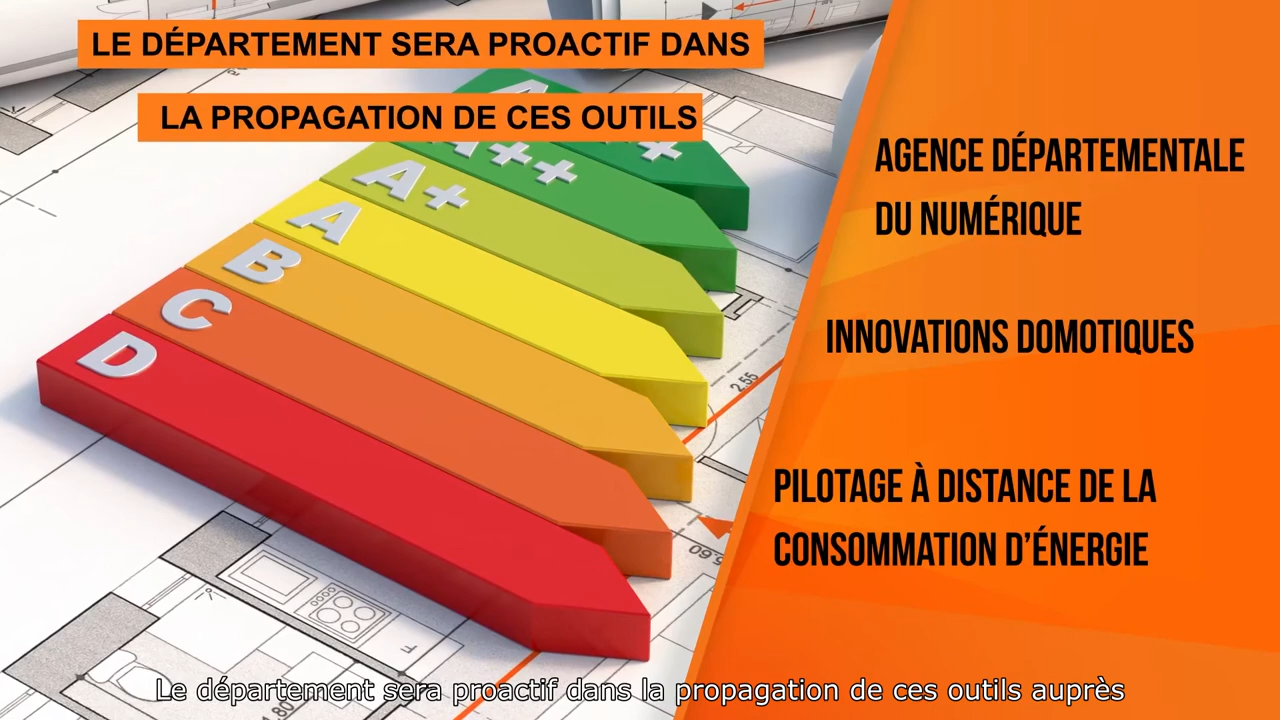 LE DÉPARTEMENT SERA PROACTIF DANS
LA PROPAGATION DE CES OUTILS
A++
A+
A
B
C
D
2.55
AGENCE DÉPARTEMENTALE
DU NUMÉRIQUE
INNOVATIONS DOMOTIQUES
PILOTAGE À DISTANCE DE LA
CONSOMMATION D'ÉNERGIE
Le département sera proactif dans la propagation de ces outils auprès